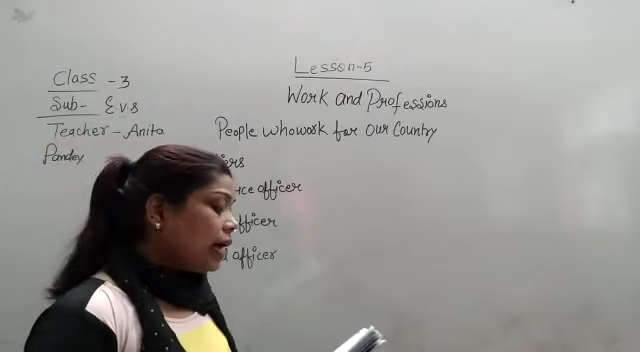 Class - 3
Sub- E.v.s
Teacher - Anita
Pandey
Lesson-5
Work and Professions
People who work for our Country
officer
officer
officer